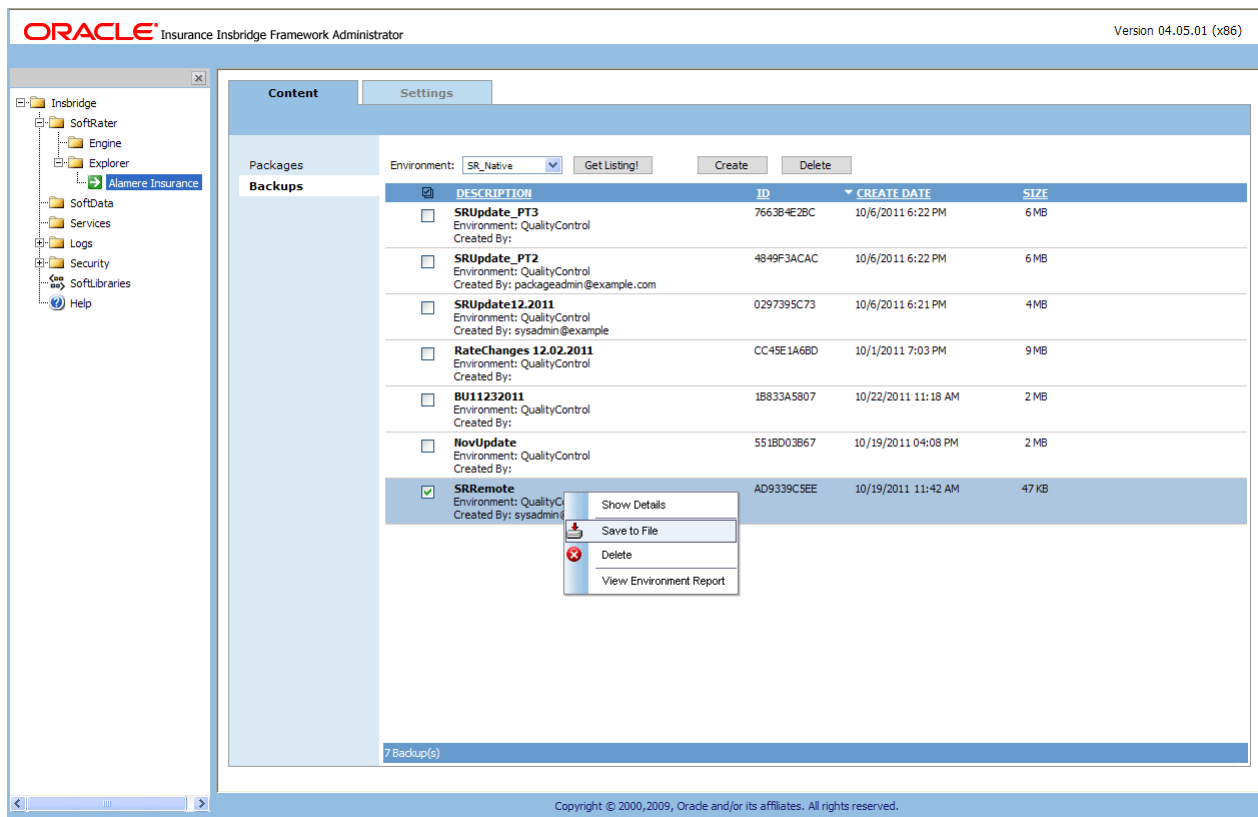 ORACLE Insurance Insbridge Framework Administrator
Version 04.05.01 (x86)
Insbridge
SoftRater
Engine
Explorer
Alamere Insurance
SoftData
Services
Logs
Security
SoftLibraries
Help
Content
Settings
Packages
Backups
Environment: SR_Native Get Listing! Create Delete
DESCRIPTION ID CREATE DATE SIZE
SRUpdate_PT3 7663B4E2BC 10/6/2011 6:22 PM 6 MB
Environment: QualityControl
Created By:
SRUpdate_PT2 4849F3ACAC 10/6/2011 6:22 PM 6 MB
Environment: QualityControl
Created By: packageadmin@example.com
SRUpdate12.2011 0297395C73 10/6/2011 6:21 PM 4 MB
Environment: QualityControl
Created By: sysadmin@example
RateChanges 12.02.2011 CC45E1A6BD 10/1/2011 7:03 PM 9 MB
Environment: QualityControl
Created By:
BU11232011 1B833A5807 10/22/2011 11:18 AM 2 MB
Environment: QualityControl
Created By:
NovUpdate 551BD03B67 10/19/2011 04:08 PM 2 MB
Environment: QualityControl
Created By:
SRRemote AD9339C5EE 10/19/2011 11:42 AM 47 KB
Environment: QualityC
Created By: sysadmin
Show Details
Save to File
Delete
View Environment Report
7 Backup(s)
Copyright © 2000,2009, Oracle and/or its affiliates. All rights reserved.